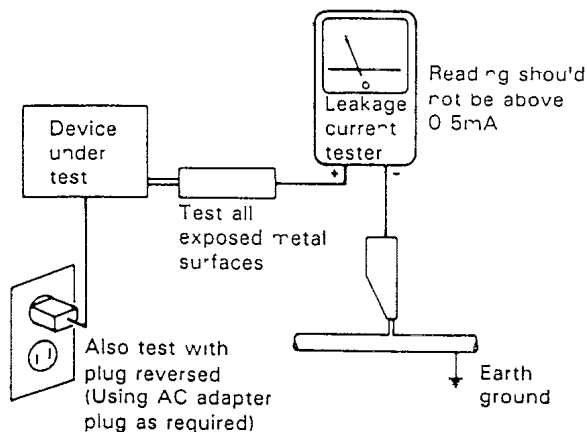 Device
under
test
Leakage
current
tester
+ -
Reading should
not be above
0.5mA
Test all
exposed metal
surfaces
Also test with
plug reversed
(Using AC adapter
plug as required)
Earth
ground